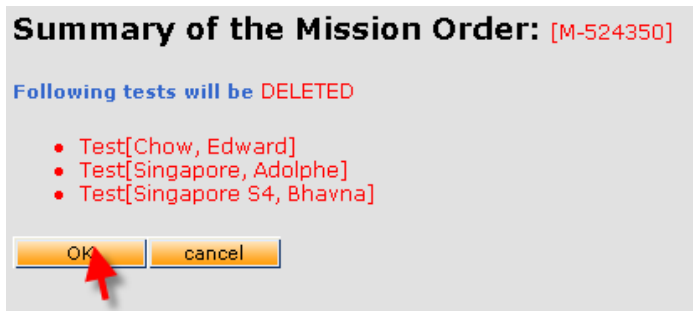 Summary of the Mission Order: [M-524350]
Following tests will be DELETED
Test[Chow, Edward]
Test[Singapore, Adolphe]
Test[Singapore S4, Bhavna]
OK cancel